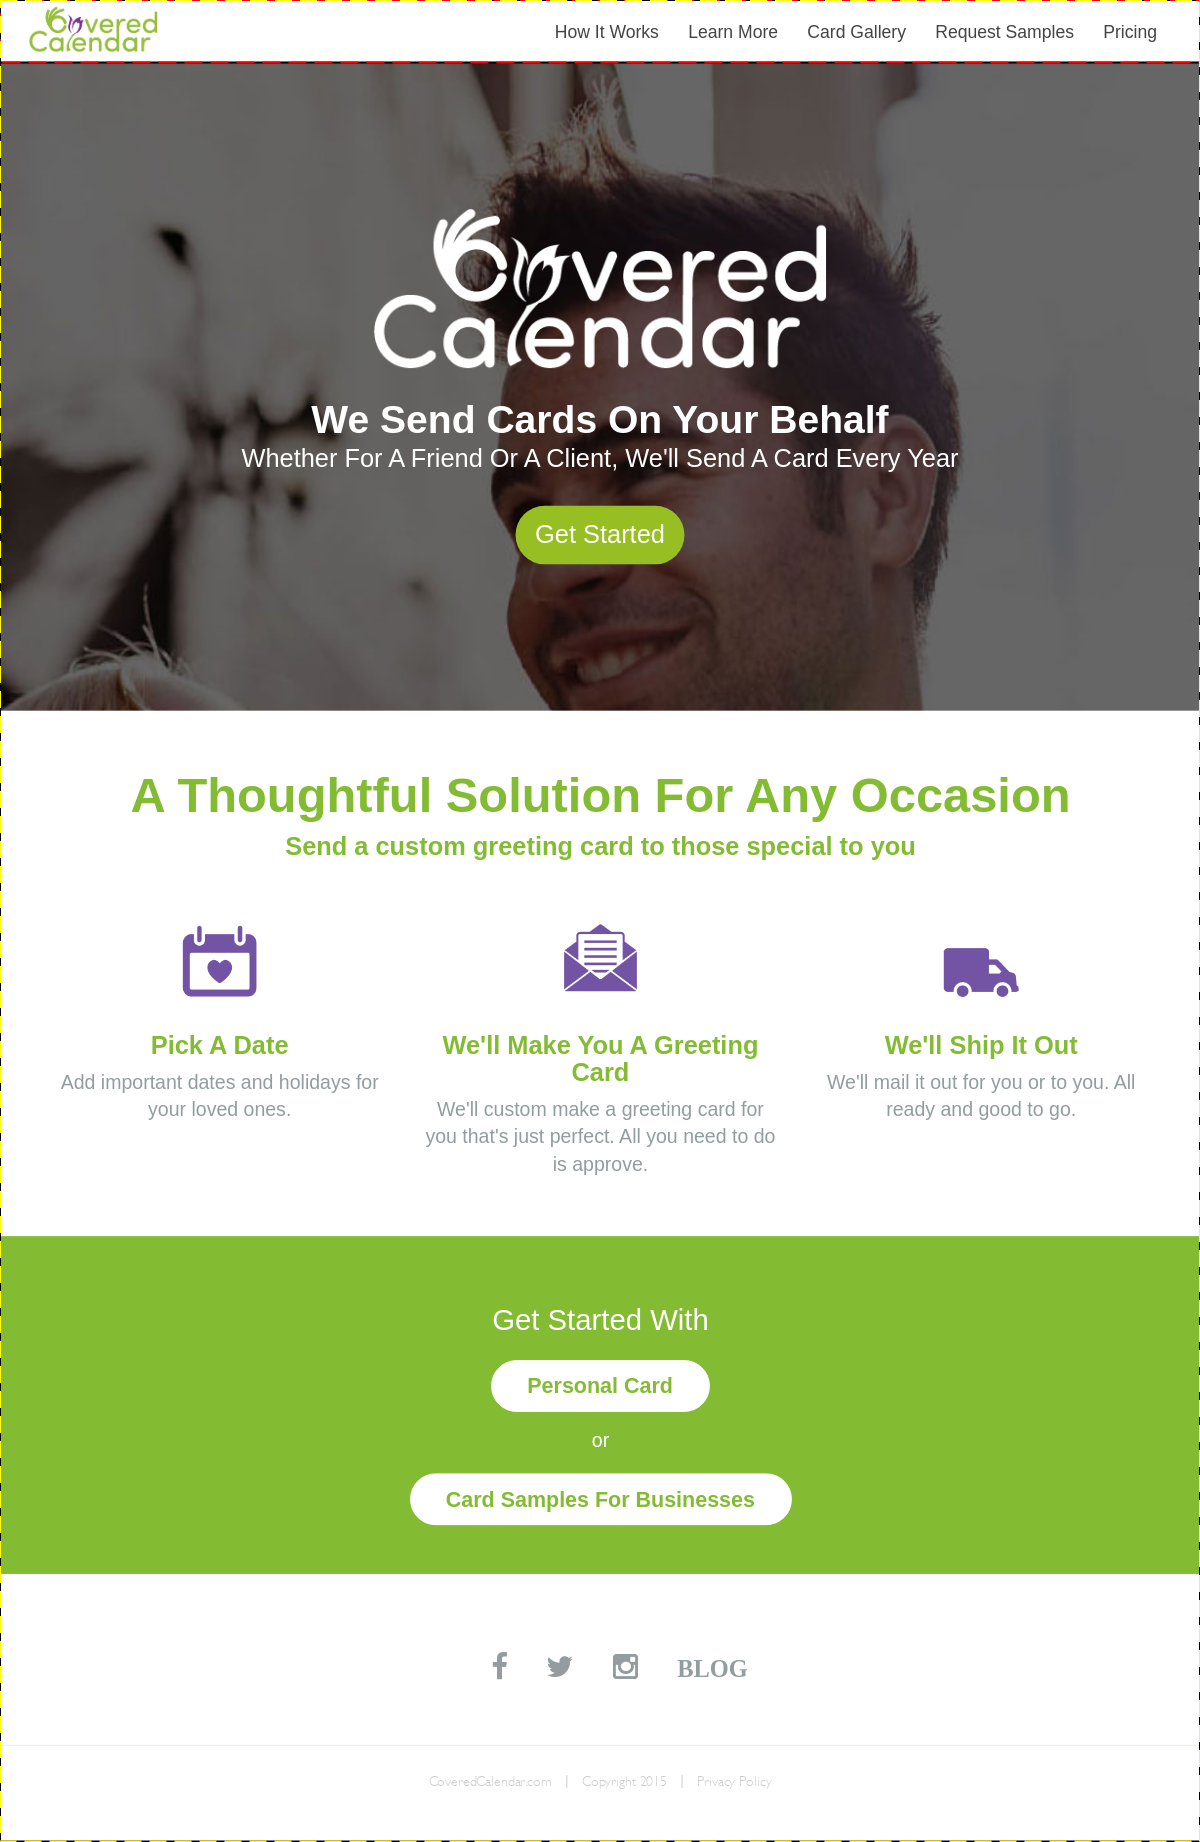 Covered
Calendar
How It Works Learn More Card Gallery Request Samples Pricing
Covered
Calendar
We Send Cards On Your Behalf
Whether For A Friend Or A Client, We'll Send A Card Every Year
Get Started
A Thoughtful Solution For Any Occasion
Send a custom greeting card to those special to you
Pick A Date
Add important dates and holidays for
your loved ones.
We'll Make You A Greeting
Card
We'll custom make a greeting card for
you that's just perfect. All you need to do
is approve.
We'll Ship It Out
We'll mail it out for you or to you. All
ready and good to go.
Get Started With
Personal Card
or
Card Samples For Businesses
BLOG
CoveredCalendar.com | Copyright 2015 | Privacy Policy